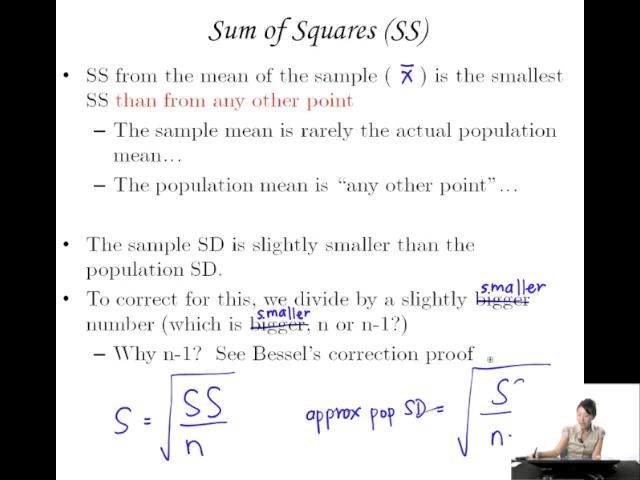 Sum of Squares (SS)
• SS from the mean of the sample ( x̄ ) is the smallest
SS than from any other point
– The sample mean is rarely the actual population
mean…
– The population mean is “any other point”…
• The sample SD is slightly smaller than the
population SD.
smaller
• To correct for this, we divide by a slightly bigger
smaller
number (which is bigger, n or n-1?)
– Why n-1? See Bessel’s correction proof
S = √ SS
n
approx pop SD = √ S
n